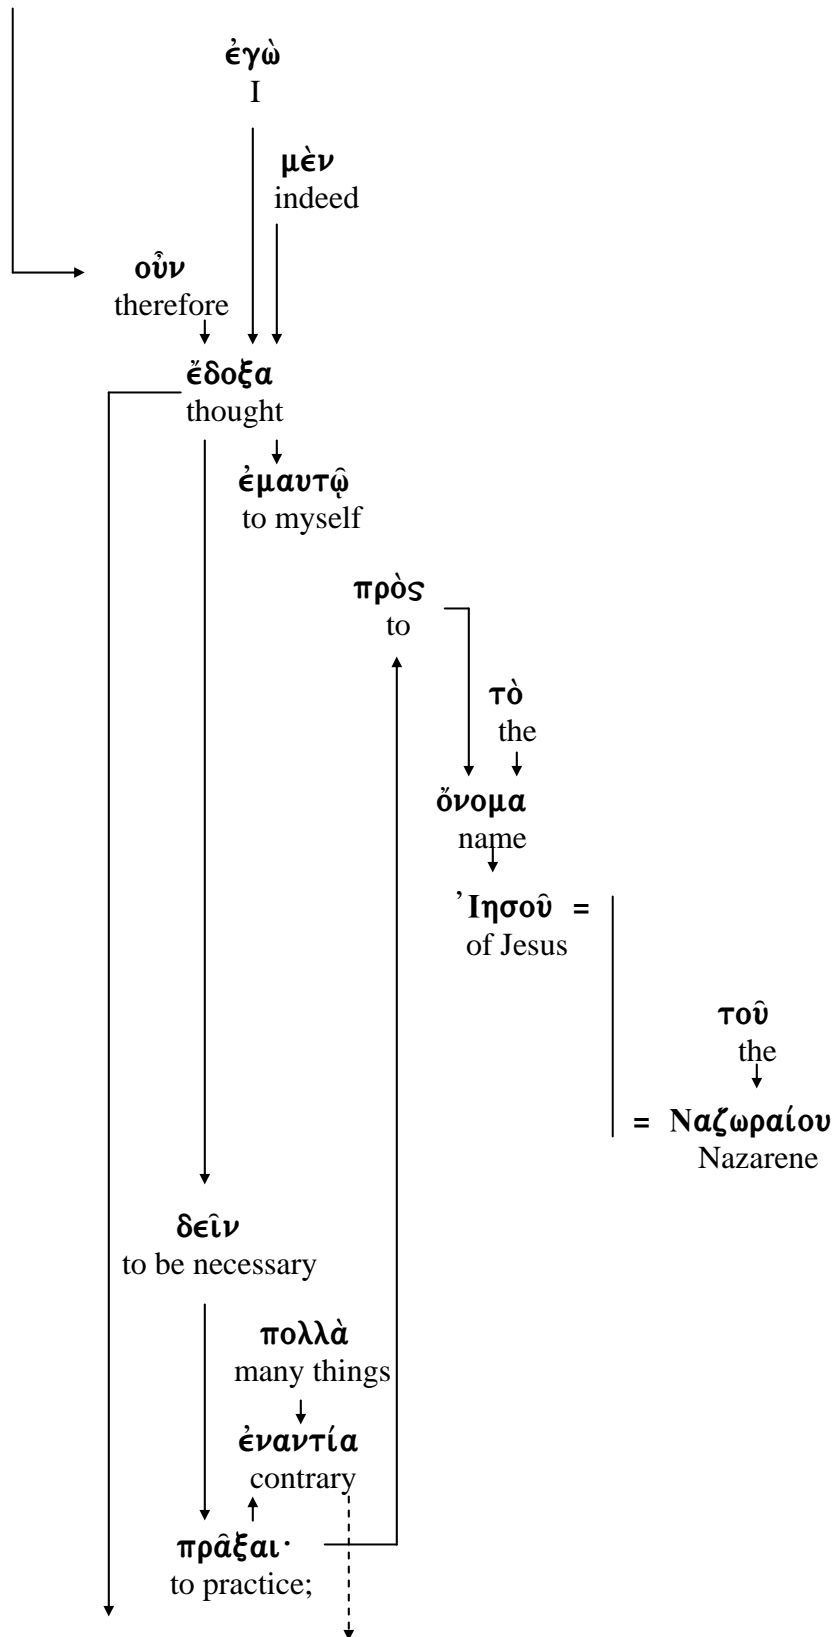 ἐγὼ
I
μὲν
indeed
οὖν
therefore
ἔδοξα
thought
ἐμαυτῷ
to myself
πρὸς
to
τὸ
the
ὄνομα
name
Ἰησοῦ =
of Jesus
τοῦ
the
= Ναζωραίου
Nazarene
δεῖν
to be necessary
πολλὰ
many things
ἐναντία
contrary
πρᾶξαι·
to practice;